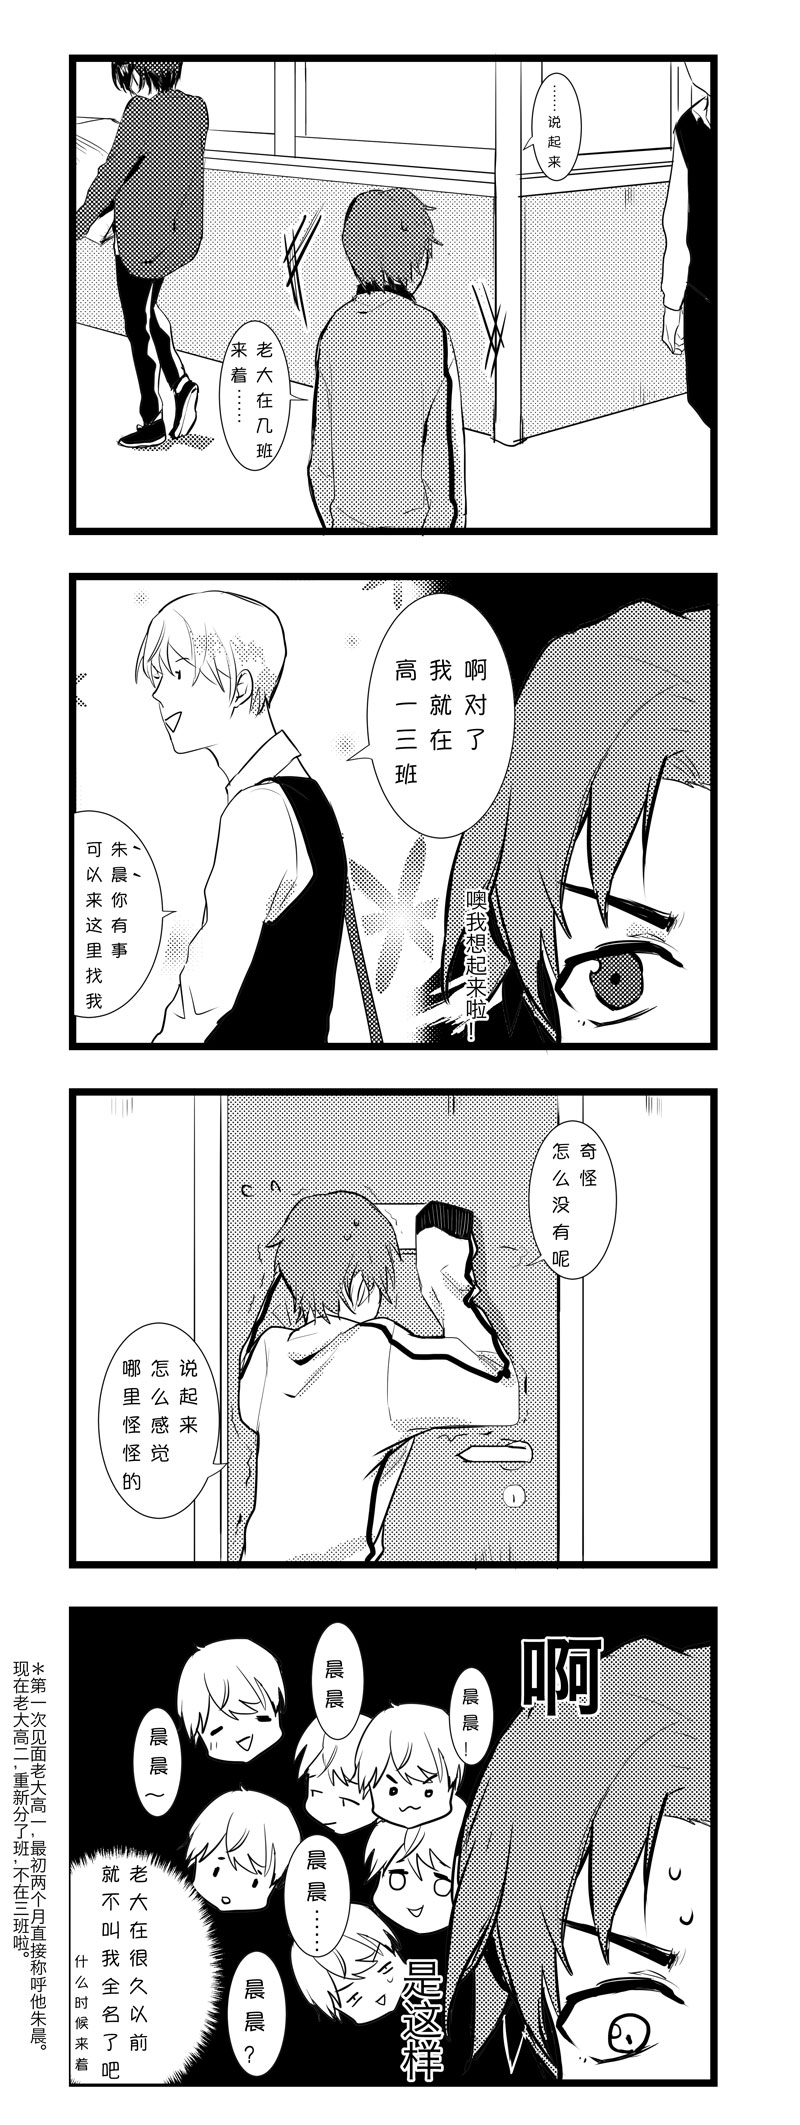 ……说起来
老大在几班
来着……
啊对了
我就在
高一三班
朱晨你有事
可以来这里找我
噢我想起来啦！
奇怪
怎么没有呢
说起来
怎么感觉
哪里怪怪的
啊
晨晨！
晨晨
晨晨～
晨晨……
晨晨？
是这样
老大在很久以前
就不叫我全名了吧
什么时候来着
＊第一次见面老大高一，最初两个月直接称呼他朱晨。
现在老大高二，重新分了班，不在三班啦。